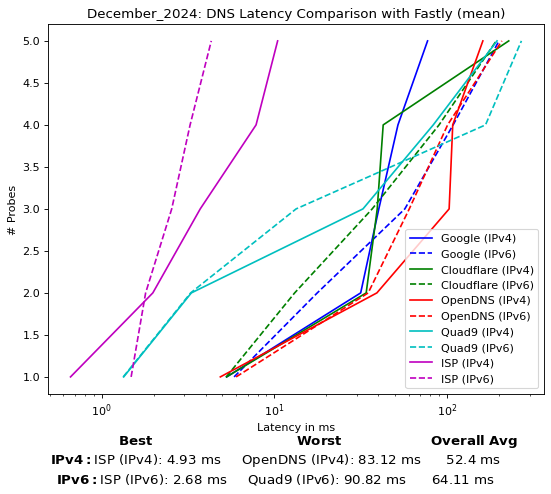 December_2024: DNS Latency Comparison with Fastly (mean)
# Probes
5.0
4.5
4.0
3.5
3.0
2.5
2.0
1.5
1.0
Google (IPv4)
Google (IPv6)
Cloudflare (IPv4)
Cloudflare (IPv6)
OpenDNS (IPv4)
OpenDNS (IPv6)
Quad9 (IPv4)
Quad9 (IPv6)
ISP (IPv4)
ISP (IPv6)
10⁰ 10¹ 10²
Latency in ms
Best Worst Overall Avg
IPv4: ISP (IPv4): 4.93 ms OpenDNS (IPv4): 83.12 ms 52.4 ms
IPv6: ISP (IPv6): 2.68 ms Quad9 (IPv6): 90.82 ms 64.11 ms